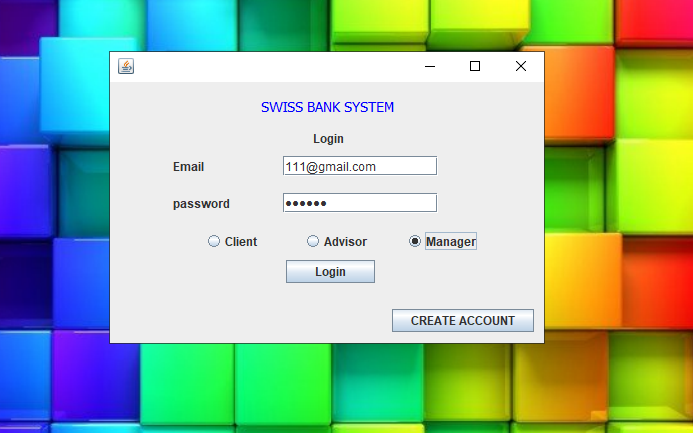 SWISS BANK SYSTEM
Login
Email 111@gmail.com
password ●●●●●●
Client Advisor Manager
Login
CREATE ACCOUNT